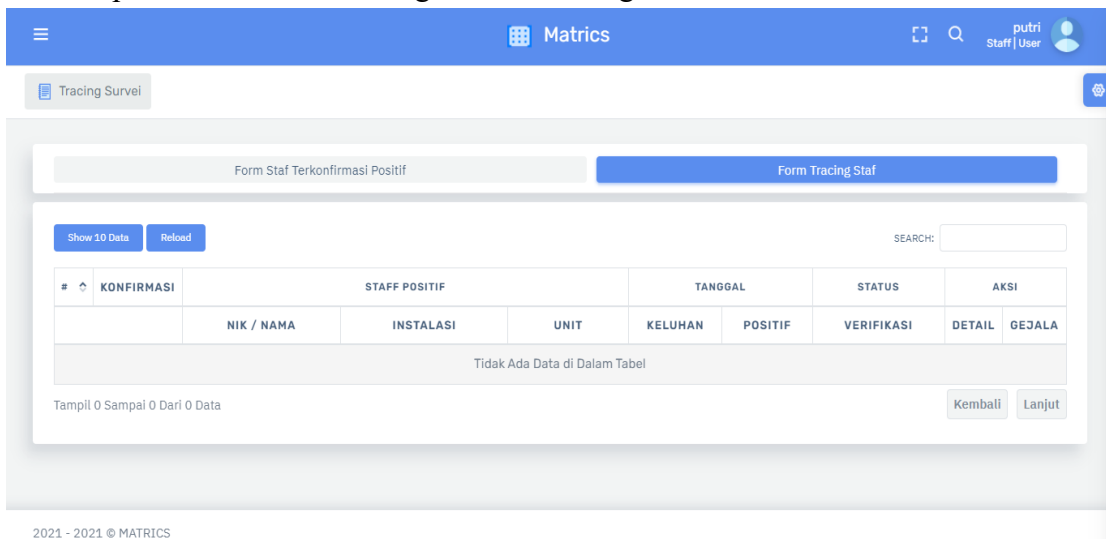 Matrics
putri
Staff | User
Tracing Survei
Form Staf Terkonfirmasi Positif
Form Tracing Staf
Show 10 Data
Reload
SEARCH:
# KONFIRMASI STAFF POSITIF TANGGAL STATUS AKSI
NIK / NAMA INSTALASI UNIT KELUHAN POSITIF VERIFIKASI DETAIL GEJALA
Tidak Ada Data di Dalam Tabel
Tampil 0 Sampai 0 Dari 0 Data
Kembali
Lanjut
2021 - 2021 © MATRICS